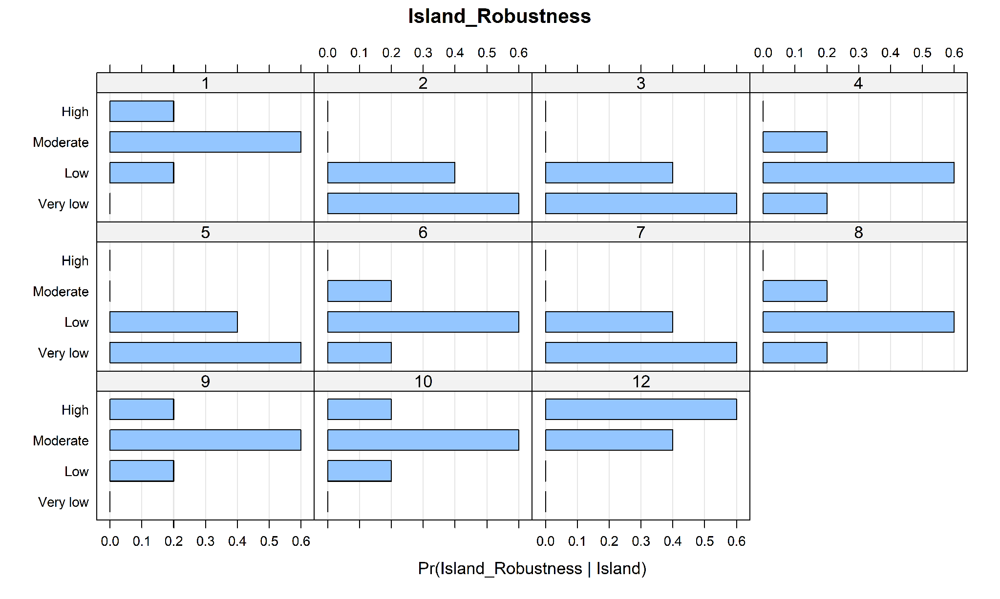 Island_Robustness
0.0 0.1 0.2 0.3 0.4 0.5 0.6 0.0 0.1 0.2 0.3 0.4 0.5 0.6
1 2 3 4
High
Moderate
Low
Very low
5 6 7 8
High
Moderate
Low
Very low
9 10 12
High
Moderate
Low
Very low
0.0 0.1 0.2 0.3 0.4 0.5 0.6 0.0 0.1 0.2 0.3 0.4 0.5 0.6
Pr(Island_Robustness | Island)